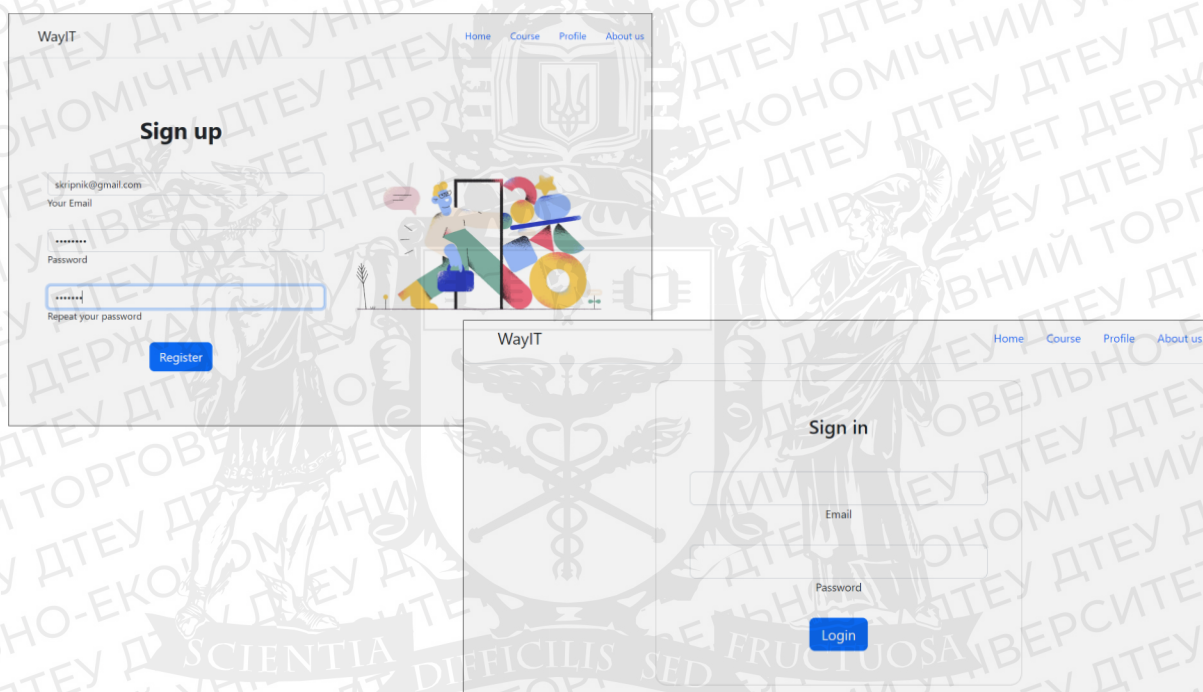 WayIT
Home Course Profile About us
Sign up
skripnik@gmail.com
Your Email
••••••••
Password
•••••••
Repeat your password
Register
WayIT
Home Course Profile About us
Sign in
Email
Password
Login
SCIENTIA DIFFICILIS SED FRUCTUOSA